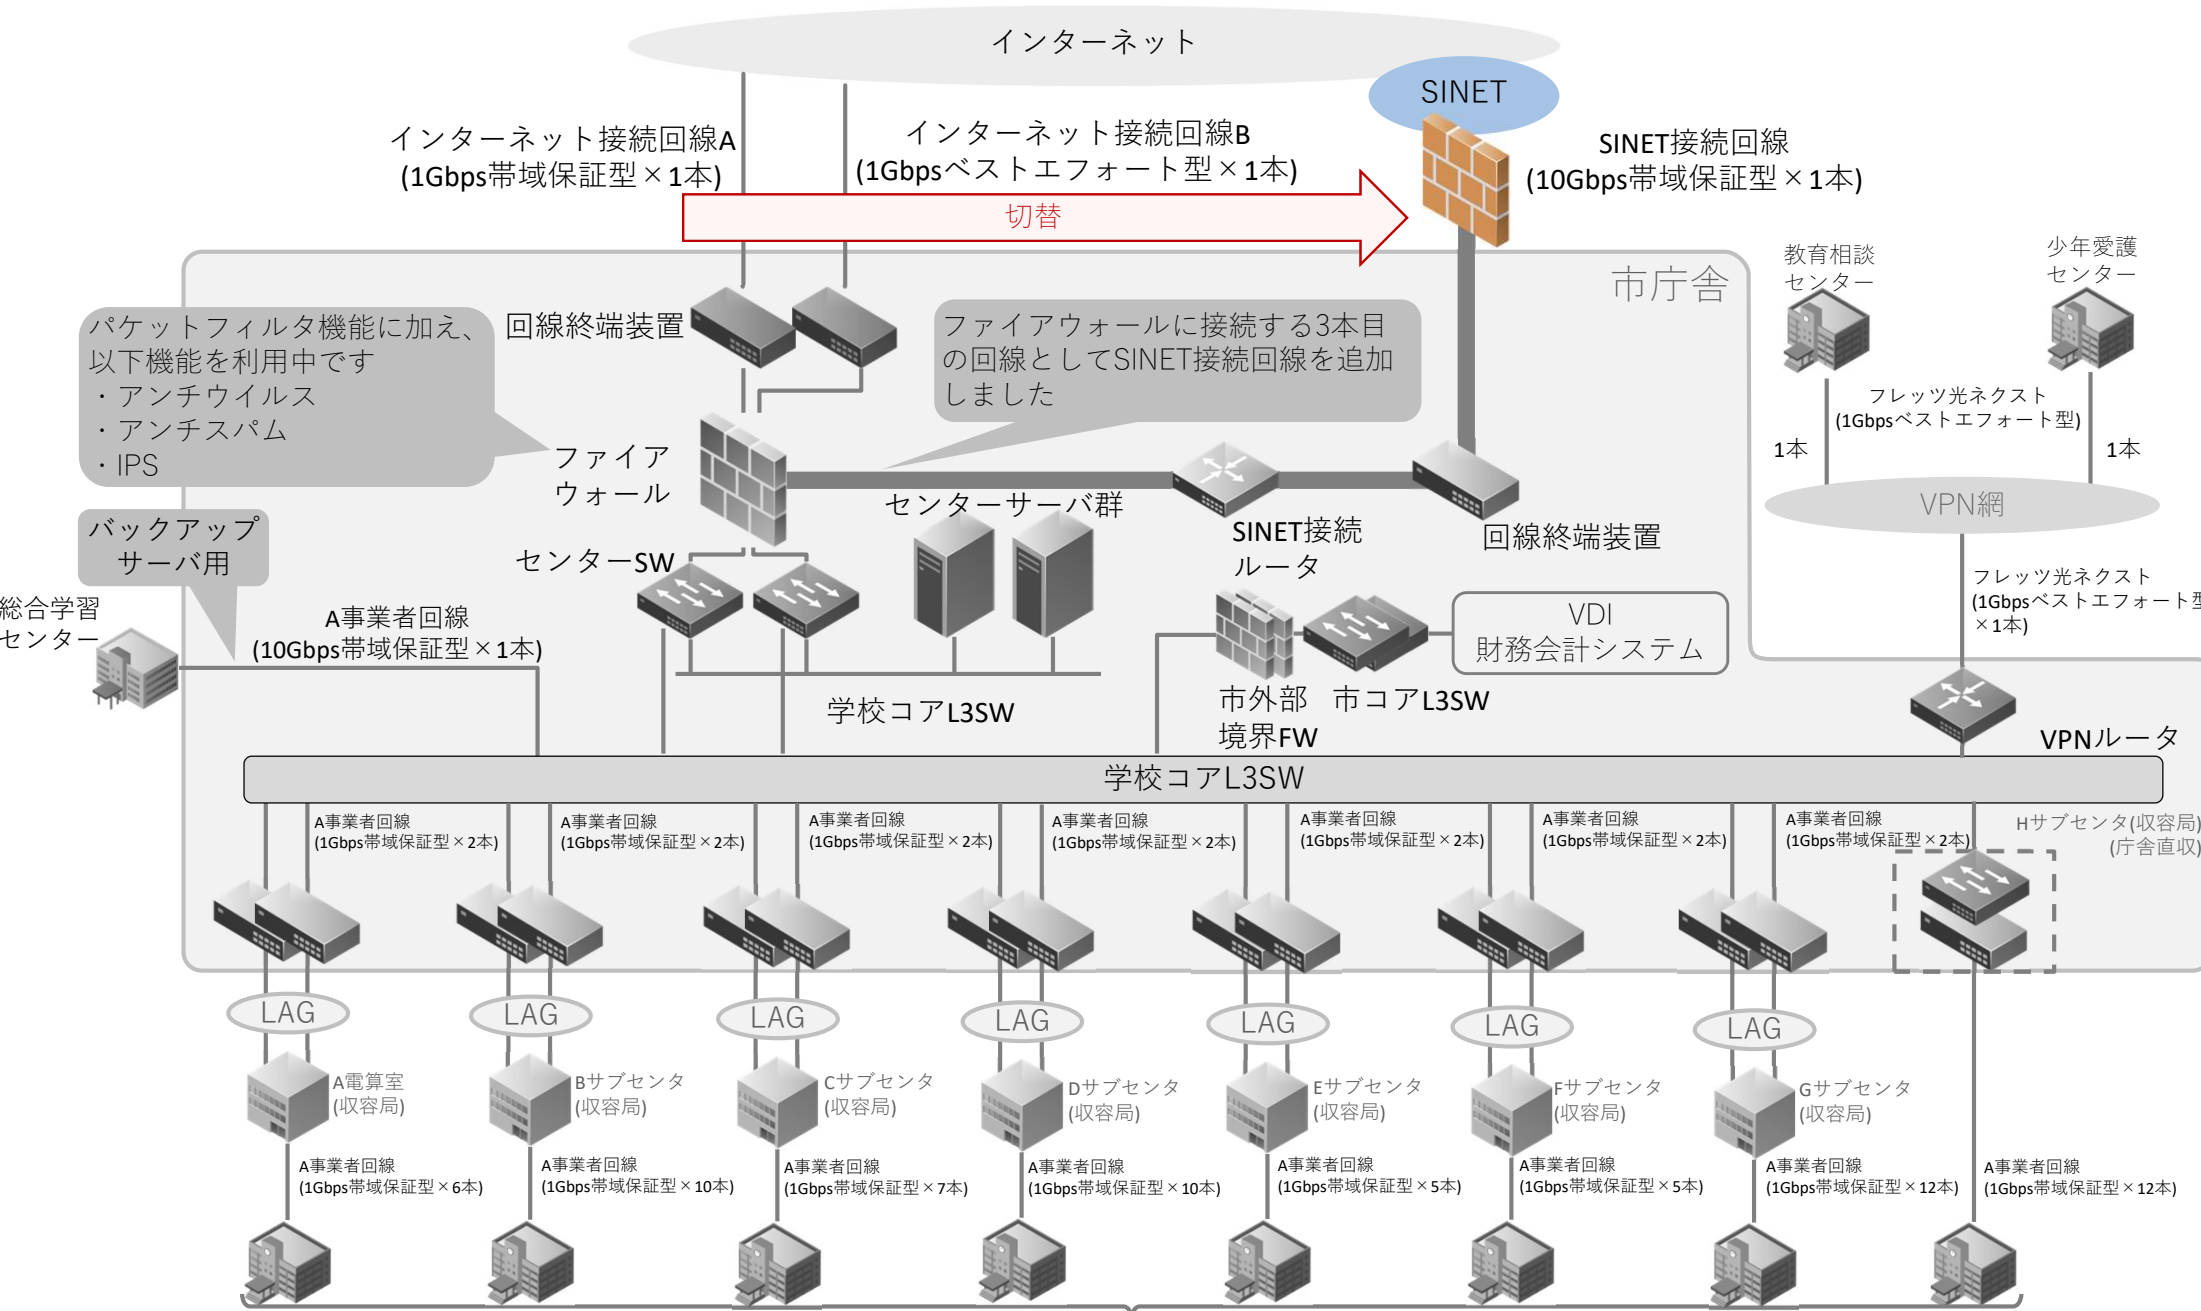 インターネット
SINET
インターネット接続回線A
(1Gbps帯域保証型×1本)
インターネット接続回線B
(1Gbpsベストエフォート型×1本)
SINET接続回線
(10Gbps帯域保証型×1本)
切替
市庁舎
教育相談
センター
少年愛護
センター
パケットフィルタ機能に加え、
以下機能を利用中です
・アンチウイルス
・アンチスパム
・IPS
回線終端装置
ファイアウォールに接続する3本目
の回線としてSINET接続回線を追加
しました
フレッツ光ネクスト
(1Gbpsベストエフォート型)
1本
1本
ファイア
ウォール
センターサーバ群
VPN網
バックアップ
サーバ用
センターSW
SINET接続
ルータ
回線終端装置
フレッツ光ネクスト
(1Gbpsベストエフォート型
×1本)
総合学習
センター
A事業者回線
(10Gbps帯域保証型×1本)
VDI
財務会計システム
学校コアL3SW
市外部
境界FW
市コアL3SW
VPNルータ
学校コアL3SW
A事業者回線
(1Gbps帯域保証型×2本)
A事業者回線
(1Gbps帯域保証型×2本)
A事業者回線
(1Gbps帯域保証型×2本)
A事業者回線
(1Gbps帯域保証型×2本)
A事業者回線
(1Gbps帯域保証型×2本)
A事業者回線
(1Gbps帯域保証型×2本)
A事業者回線
(1Gbps帯域保証型×2本)
Hサブセンタ(収容局)
(庁舎直収)
LAG
LAG
LAG
LAG
LAG
LAG
LAG
A電算室
(収容局)
Bサブセンタ
(収容局)
Cサブセンタ
(収容局)
Dサブセンタ
(収容局)
Eサブセンタ
(収容局)
Fサブセンタ
(収容局)
Gサブセンタ
(収容局)
A事業者回線
(1Gbps帯域保証型×6本)
A事業者回線
(1Gbps帯域保証型×10本)
A事業者回線
(1Gbps帯域保証型×7本)
A事業者回線
(1Gbps帯域保証型×10本)
A事業者回線
(1Gbps帯域保証型×5本)
A事業者回線
(1Gbps帯域保証型×5本)
A事業者回線
(1Gbps帯域保証型×12本)
A事業者回線
(1Gbps帯域保証型×12本)